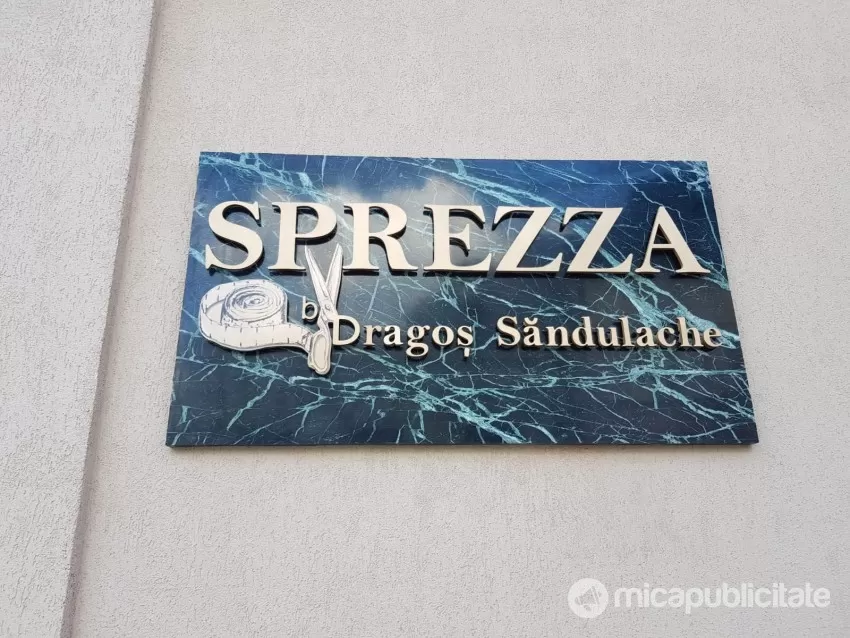 SPREZZA
by Dragoș Săndulache
micapublicitate